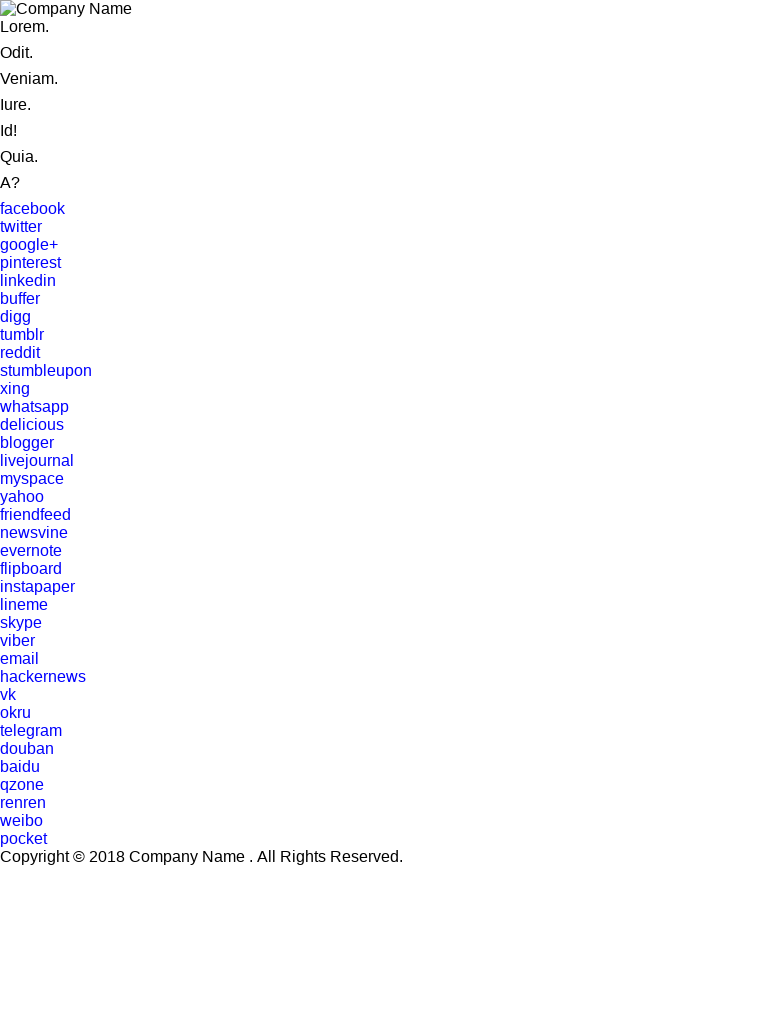 Company Name
Lorem.
Odit.
Veniam.
Iure.
Id!
Quia.
A?
facebook
twitter
google+
pinterest
linkedin
buffer
digg
tumblr
reddit
stumbleupon
xing
whatsapp
delicious
blogger
livejournal
myspace
yahoo
friendfeed
newsvine
evernote
flipboard
instapaper
lineme
skype
viber
email
hackernews
vk
okru
telegram
douban
baidu
qzone
renren
weibo
pocket
Copyright © 2018 Company Name . All Rights Reserved.